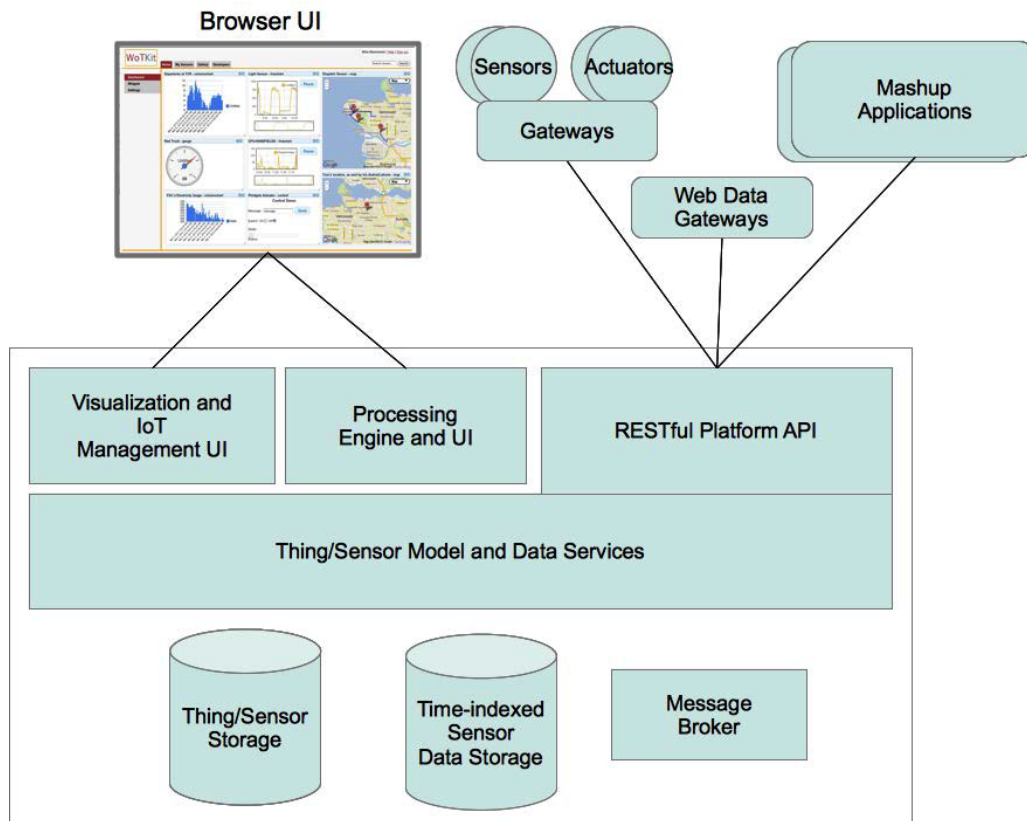 Browser UI
WoTKit
Sensors
Actuators
Gateways
Mashup
Applications
Web Data
Gateways
Visualization and
IoT
Management UI
Processing
Engine and UI
RESTful Platform API
Thing/Sensor Model and Data Services
Thing/Sensor
Storage
Time-indexed
Sensor
Data Storage
Message
Broker